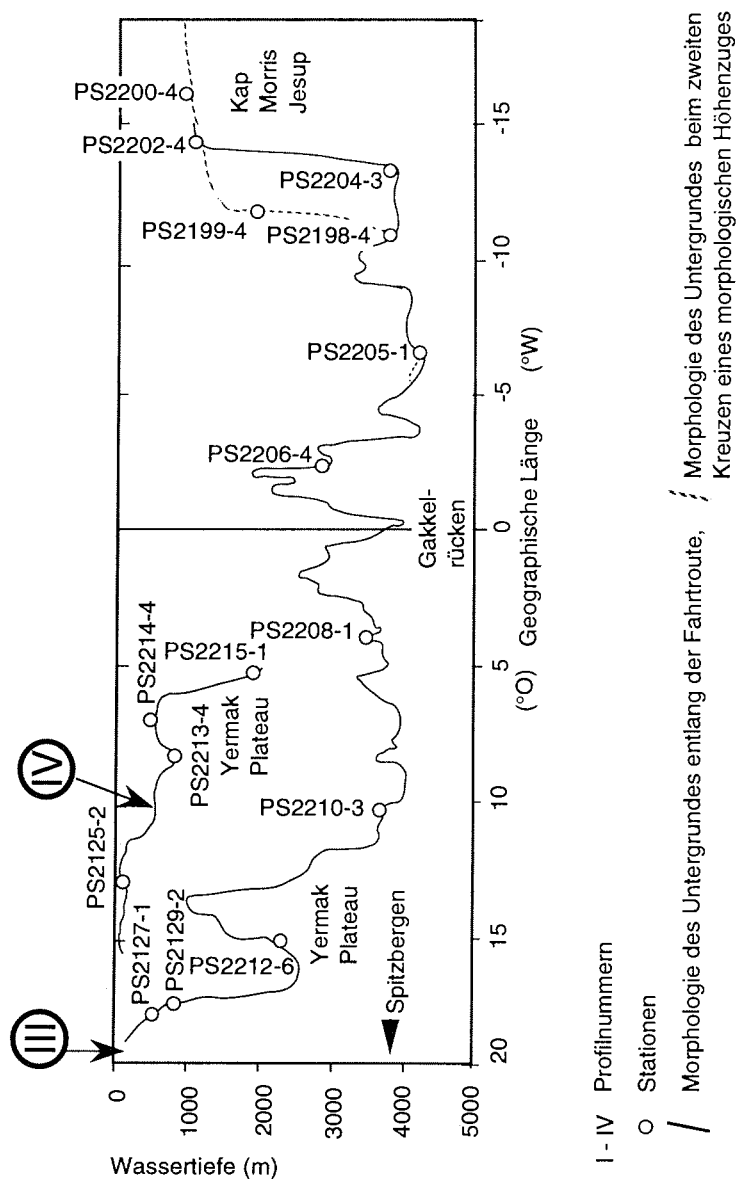 PS2200-4
PS2202-4
Kap
Morris
Jesup
PS2204-3
PS2199-4
PS2198-4
PS2205-1
PS2206-4
Gakkel-
rücken
PS2208-1
PS2215-1
PS2214-4
PS2213-4
Yermak
Plateau
IV
PS2125-2
PS2210-3
PS2127-1
PS2129-2
PS2212-6
Yermak
Plateau
Spitzbergen
III
-15
-10
-5
0
5
10
15
20
(°O) Geographische Länge (°W)
0
1000
2000
3000
4000
5000
Wassertiefe (m)
I - IV Profilnummern
Stationen
Morphologie des Untergrundes entlang der Fahrtroute,
Morphologie des Untergrundes beim zweiten
Kreuzen eines morphologischen Höhenzuges